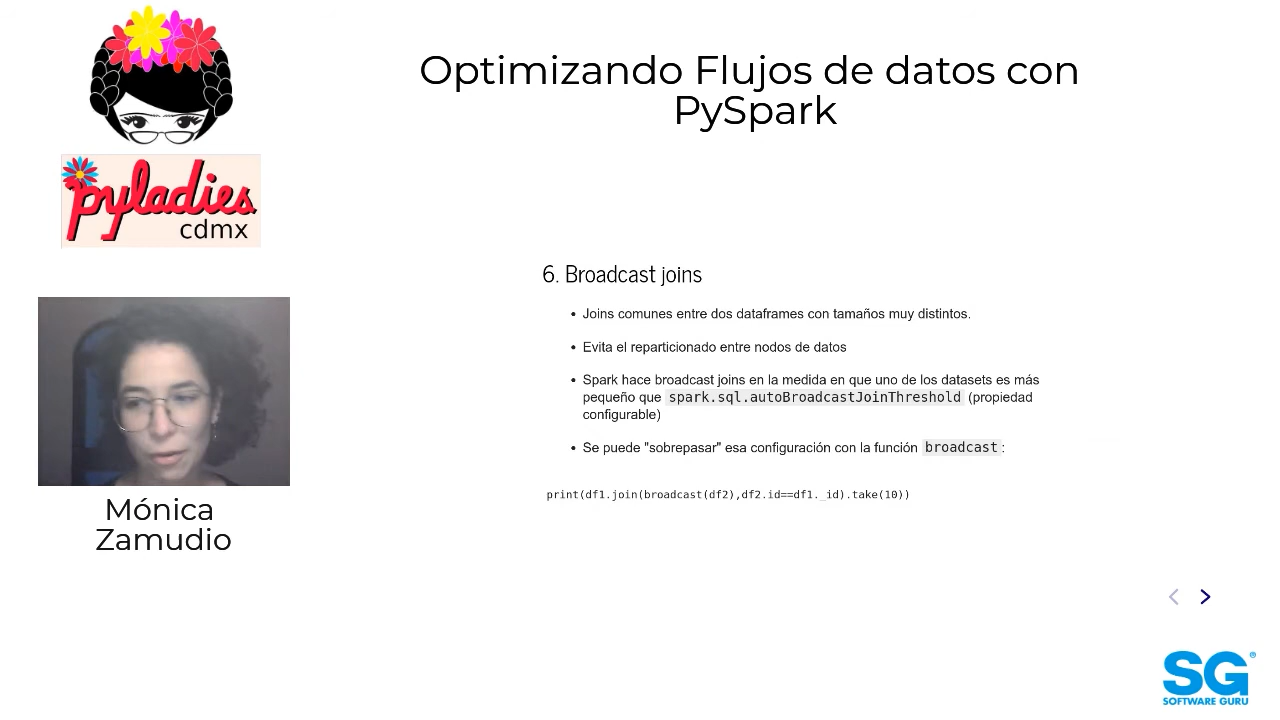 Optimizando Flujos de datos con
PySpark
pyladies
cdmx
6. Broadcast joins
• Joins comunes entre dos dataframes con tamaños muy distintos.
• Evita el reparticionado entre nodos de datos
• Spark hace broadcast joins en la medida en que uno de los datasets es más
pequeño que spark.sql.autoBroadcastJoinThreshold (propiedad
configurable)
• Se puede "sobrepasar" esa configuración con la función broadcast:
print(df1.join(broadcast(df2),df2.id==df1._id).take(10))
Mónica
Zamudio
SG®
SOFTWARE GURU